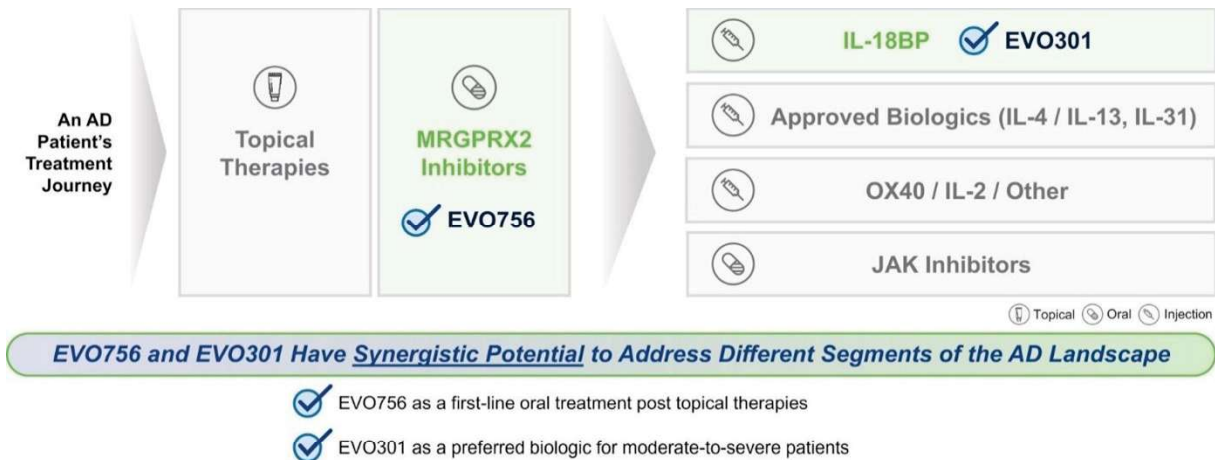 An AD
Patient's
Treatment
Journey
Topical
Therapies
MRGPRX2
Inhibitors
EVO756
IL-18BP EVO301
Approved Biologics (IL-4 / IL-13, IL-31)
OX40 / IL-2 / Other
JAK Inhibitors
Topical Oral Injection
EVO756 and EVO301 Have Synergistic Potential to Address Different Segments of the AD Landscape
EVO756 as a first-line oral treatment post topical therapies
EVO301 as a preferred biologic for moderate-to-severe patients